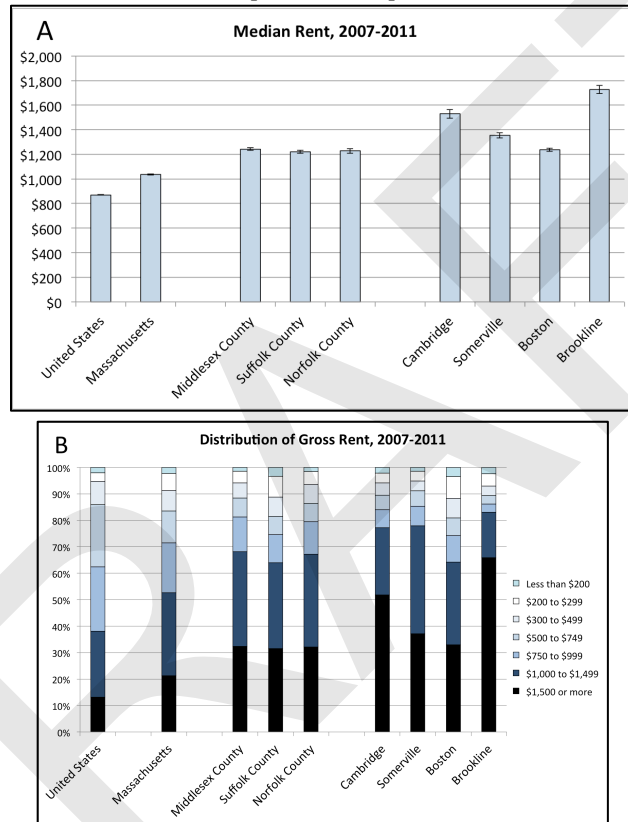 A
Median Rent, 2007-2011
$2,000
$1,800
$1,600
$1,400
$1,200
$1,000
$800
$600
$400
$200
$0
United States
Massachusetts
Middlesex County
Suffolk County
Norfolk County
Cambridge
Somerville
Boston
Brookline
B
Distribution of Gross Rent, 2007-2011
100%
90%
80%
70%
60%
50%
40%
30%
20%
10%
0%
Less than $200
$200 to $299
$300 to $499
$500 to $749
$750 to $999
$1,000 to $1,499
$1,500 or more
United States
Massachusetts
Middlesex County
Suffolk County
Norfolk County
Cambridge
Somerville
Boston
Brookline